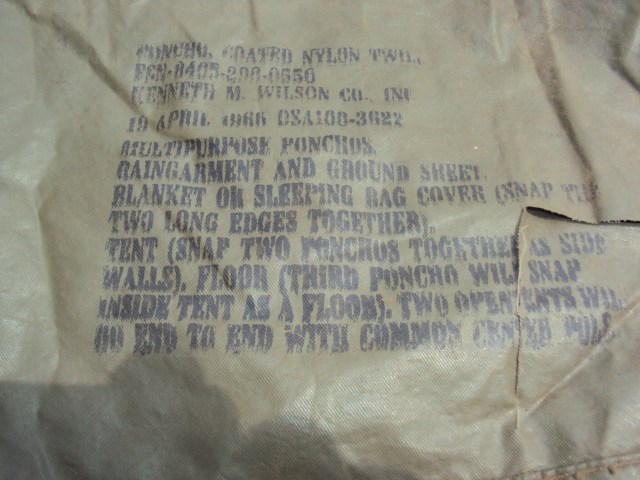 PONCHO, COATED NYLON TWILL
FSN-8405-290-0550
KENNETH M. WILSON CO., INC
19 APRIL 1966 DSA100-3622
MULTIPURPOSE PONCHOS.
RAINGARMENT AND GROUND SHEET.
BLANKET OR SLEEPING BAG COVER (SNAP THE
TWO LONG EDGES TOGETHER).
TENT (SNAP TWO PONCHOS TOGETHER AS SIDE
WALLS). FLOOR (THIRD PONCHO WILL SNAP
INSIDE TENT AS A FLOOR). TWO OPEN TENTS WILL
GO END TO END WITH COMMON CENTER POLE